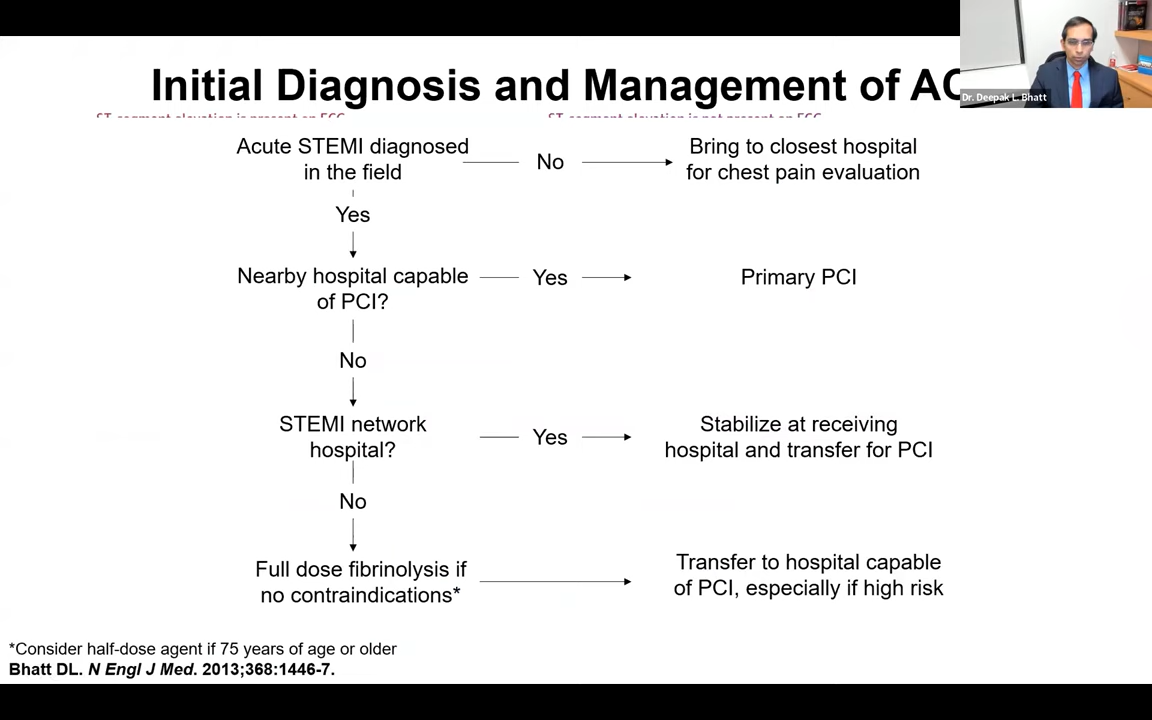 Initial Diagnosis and Management of AC
Dr. Deepak L. Bhatt
ST-segment elevation is present on ECG
ST-segment elevation is not present on ECG
Acute STEMI diagnosed
in the field
No
Bring to closest hospital
for chest pain evaluation
Yes
Nearby hospital capable
of PCI?
Yes
Primary PCI
No
STEMI network
hospital?
Yes
Stabilize at receiving
hospital and transfer for PCI
No
Full dose fibrinolysis if
no contraindications*
Transfer to hospital capable
of PCI, especially if high risk
*Consider half-dose agent if 75 years of age or older
Bhatt DL. N Engl J Med. 2013;368:1446-7.